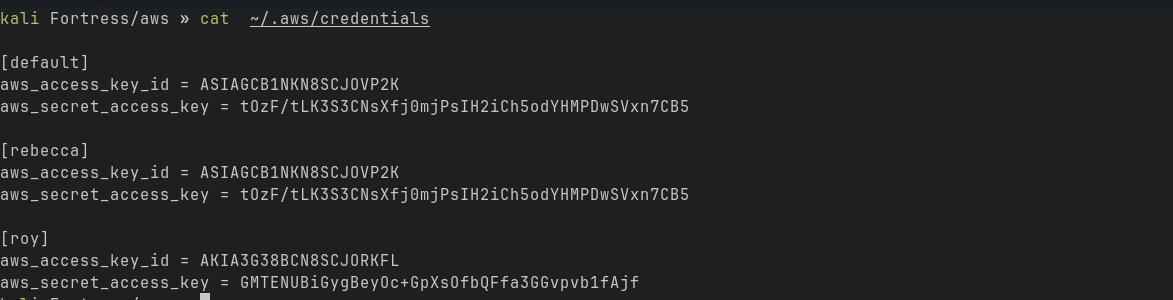 kali Fortress/aws » cat ~/.aws/credentials
[default]
aws_access_key_id = ASIAGCB1NKN8SCJOVP2K
aws_secret_access_key = tOzF/tLK3S3CNsXfj0mjPsIH2iCh5odYHMPDwSVxn7CB5
[rebecca]
aws_access_key_id = ASIAGCB1NKN8SCJOVP2K
aws_secret_access_key = tOzF/tLK3S3CNsXfj0mjPsIH2iCh5odYHMPDwSVxn7CB5
[roy]
aws_access_key_id = AKIA3G38BCN8SCJORKFL
aws_secret_access_key = GMTENUBiGygBeyOc+GpXsOfbQFfa3GGvpvb1fAjf